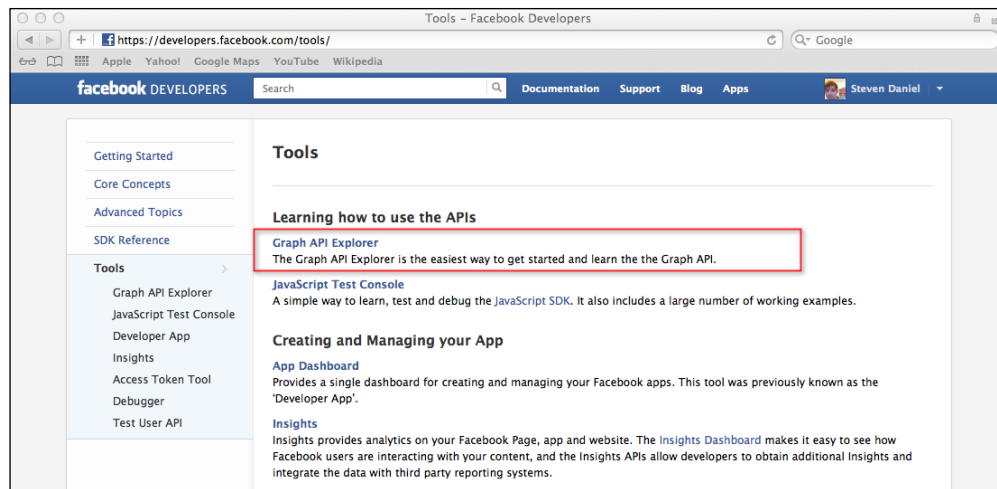 Tools – Facebook Developers
https://developers.facebook.com/tools/
Google
Apple Yahoo! Google Maps YouTube Wikipedia
facebook DEVELOPERS Search Documentation Support Blog Apps Steven Daniel
Getting Started
Core Concepts
Advanced Topics
SDK Reference
Tools
Graph API Explorer
JavaScript Test Console
Developer App
Insights
Access Token Tool
Debugger
Test User API
Tools
Learning how to use the APIs
Graph API Explorer
The Graph API Explorer is the easiest way to get started and learn the the Graph API.
JavaScript Test Console
A simple way to learn, test and debug the JavaScript SDK. It also includes a large number of working examples.
Creating and Managing your App
App Dashboard
Provides a single dashboard for creating and managing your Facebook apps. This tool was previously known as the
'Developer App'.
Insights
Insights provides analytics on your Facebook Page, app and website. The Insights Dashboard makes it easy to see how
Facebook users are interacting with your content, and the Insights APIs allow developers to obtain additional Insights and
integrate the data with third party reporting systems.